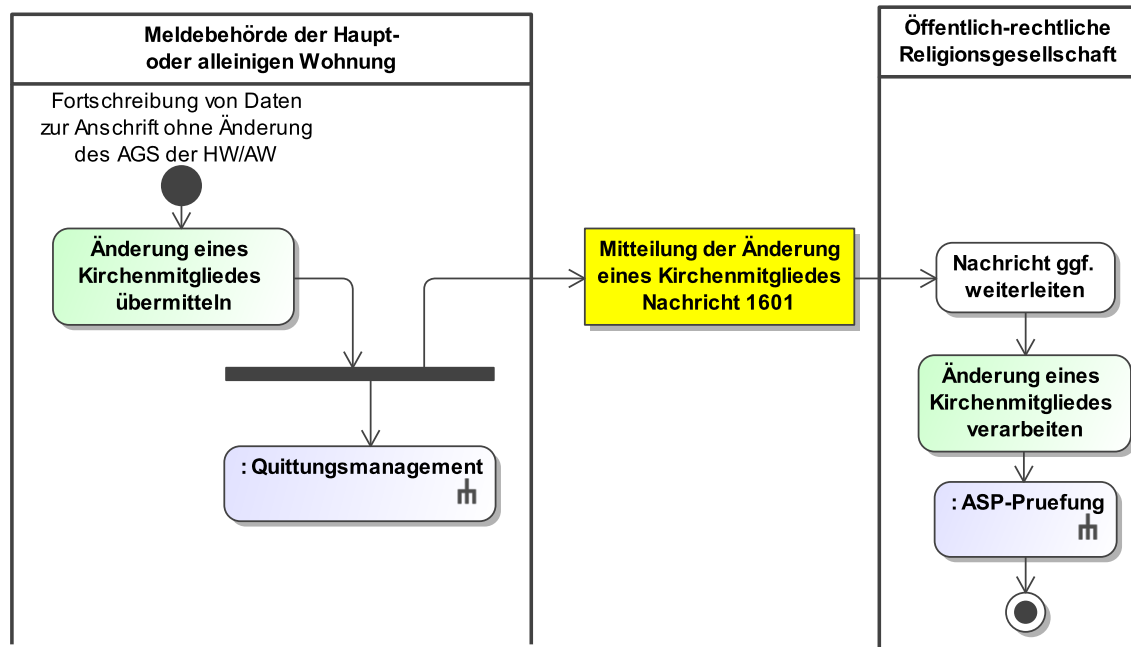 Meldebehörde der Haupt-
oder alleinigen Wohnung
Fortschreibung von Daten
zur Anschrift ohne Änderung
des AGS der HW/AW
Änderung eines
Kirchenmitgliedes
übermitteln
: Quittungsmanagement
Mitteilung der Änderung
eines Kirchenmitgliedes
Nachricht 1601
Öffentlich-rechtliche
Religionsgesellschaft
Nachricht ggf.
weiterleiten
Änderung eines
Kirchenmitgliedes
verarbeiten
: ASP-Pruefung